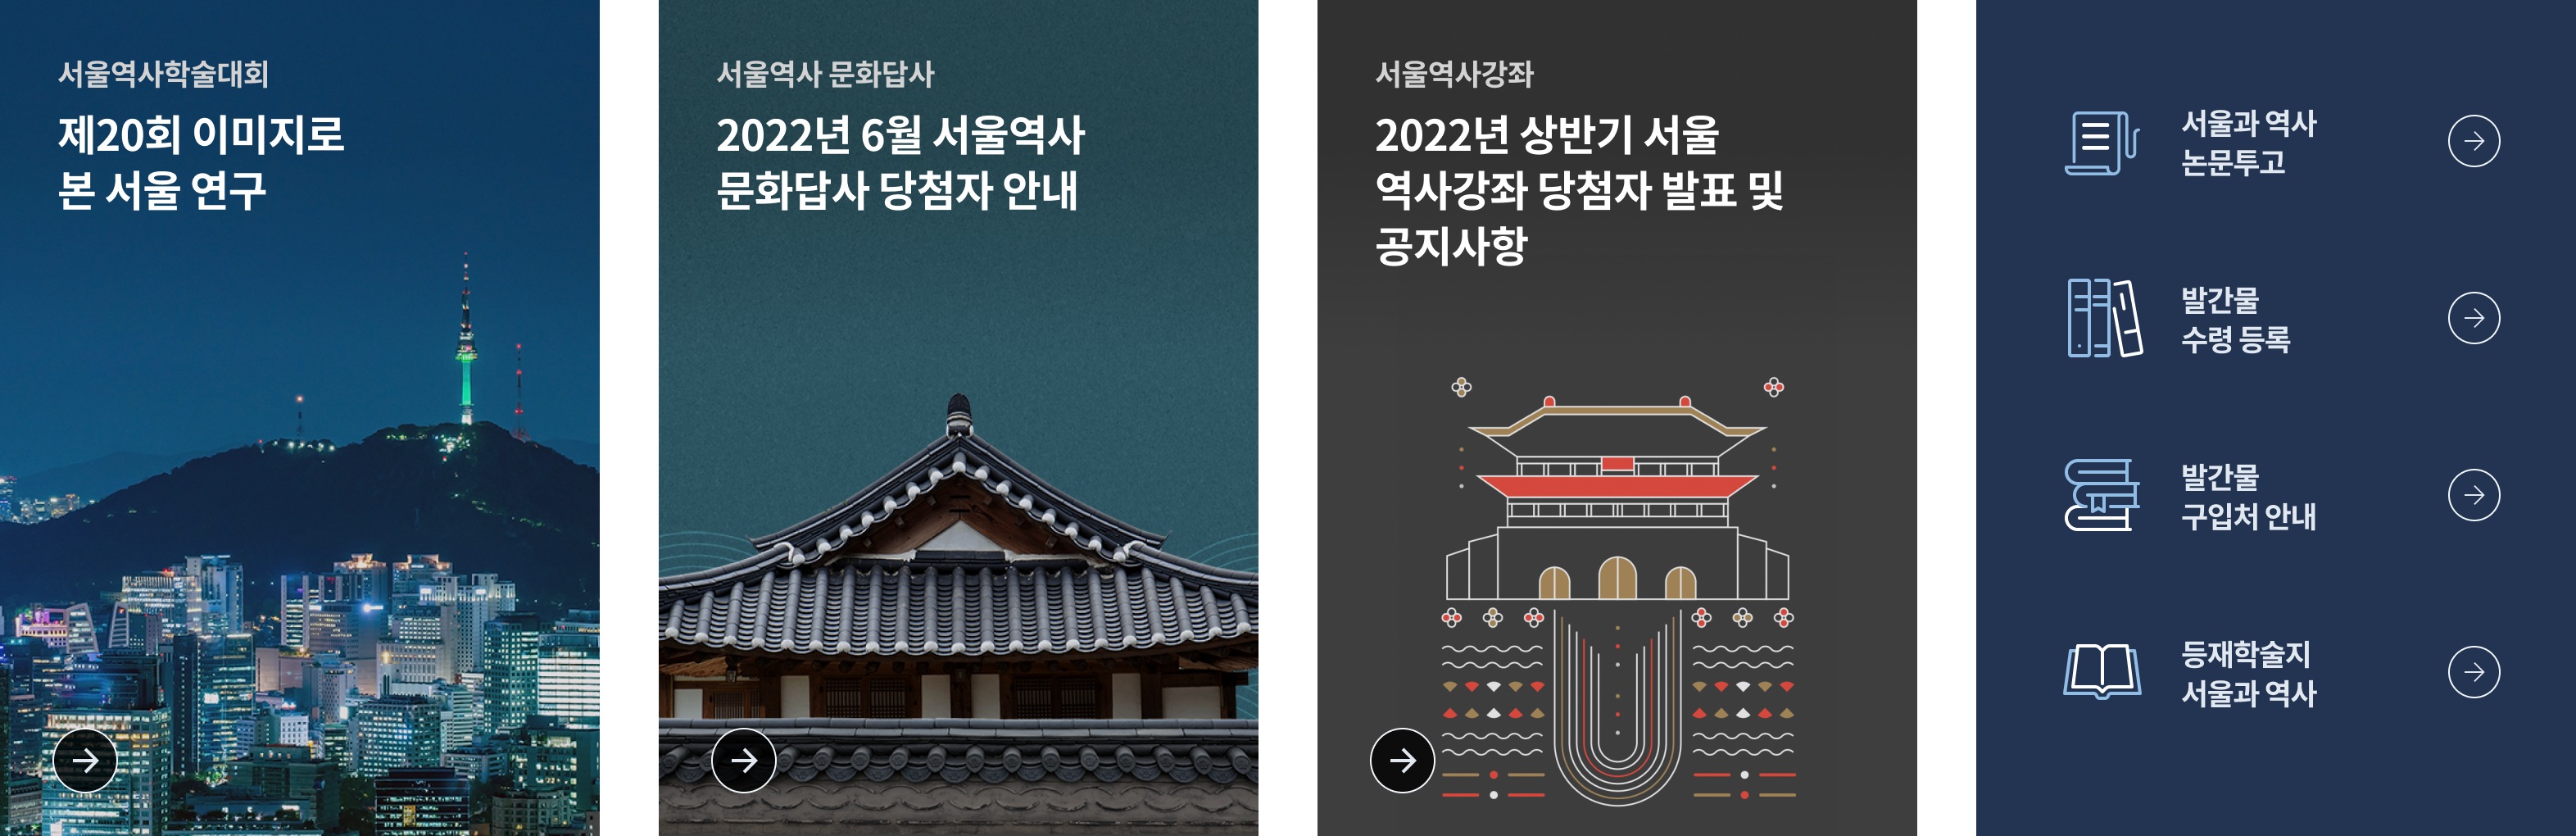 서울역사학술대회
제20회 이미지로
본 서울 연구
서울역사 문화답사
2022년 6월 서울역사
문화답사 당첨자 안내
서울역사강좌
2022년 상반기 서울
역사강좌 당첨자 발표 및
공지사항
서울과 역사
논문투고
발간물
수령 등록
발간물
구입처 안내
등재학술지
서울과 역사